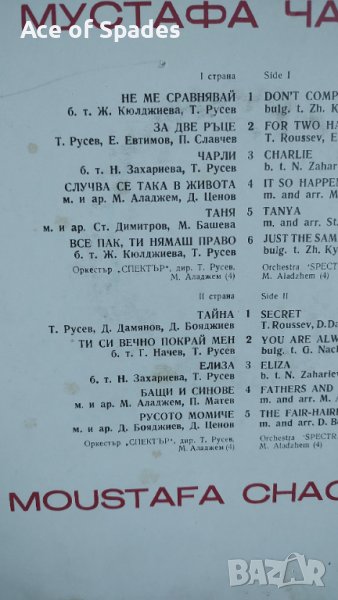 МУСТАФА ЧА
Ace of Spades
I страна Side I
НЕ МЕ СРАВНЯВАЙ 1 DON'T COMP
б. т. Ж. Кюлджиева, Т. Русев bulg. t. Zh. K
ЗА ДВЕ РЪЦЕ 2 FOR TWO HA
Т. Русев, Е. Евтимов, П. Славчев T. Roussev, E.
ЧАРЛИ 3 CHARLIE
б. т. Н. Захариева, Т. Русев b. t. N. Zahar
СЛУЧВА СЕ ТАКА В ЖИВОТА 4 IT SO HAPPEN
м. и ар. М. Аладжем, Д. Ценов m. and arr. M
ТАНЯ 5 TANYA
м. и ар. Ст. Димитров, М. Башева m. and arr. St.
ВСЕ ПАК, ТИ НЯМАШ ПРАВО 6 JUST THE SAM
б. т. Ж. Кюлджиева, Т. Русев bulg. t. Zh. Ky
Оркестър „СПЕКТЪР", дир. Т. Русев, Orchestra "SPEC
М. Аладжем (4) M. Aladzhem (4)
II страна Side II
ТАЙНА 1 SECRET
Т. Русев, Д. Дамянов, Д. Бояджиев T. Roussev, D. Da
ТИ СИ ВЕЧНО ПОКРАЙ МЕН 2 YOU ARE ALW
б. т. Г. Начев, Т. Русев bulg. t. G. Nach
ЕЛИЗА 3 ELIZA
б. т. Н. Захариева, Т. Русев b. t. N. Zahariev
БАЩИ И СИНОВЕ 4 FATHERS AND
м. и ар. М. Аладжем, П. Матев m. and arr. M. A
РУСОТО МОМИЧЕ 5 THE FAIR-HAIR
м. и ар. Д. Бояджиев, Д. Ценов m. and arr. D. Bo
Оркестър „СПЕКТЪР", дир. Т. Русев, Orchestra "SPECTR
М. Аладжем (4) M. Aladzhem (4)
MOUSTAFA CHAC
BAZAR
.bg